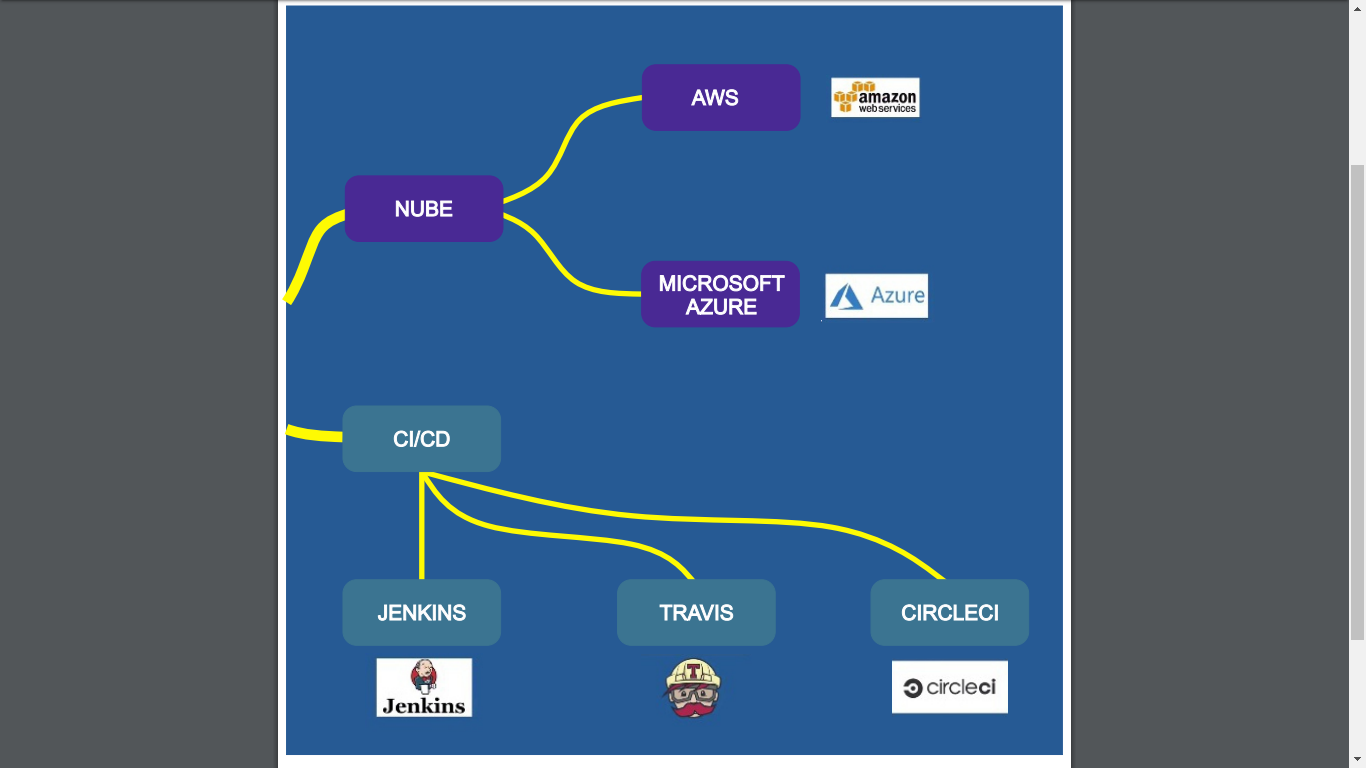 AWS
amazon
web services
NUBE
MICROSOFT
AZURE
Azure
CI/CD
JENKINS
TRAVIS
CIRCLECI
Jenkins
T
circleci